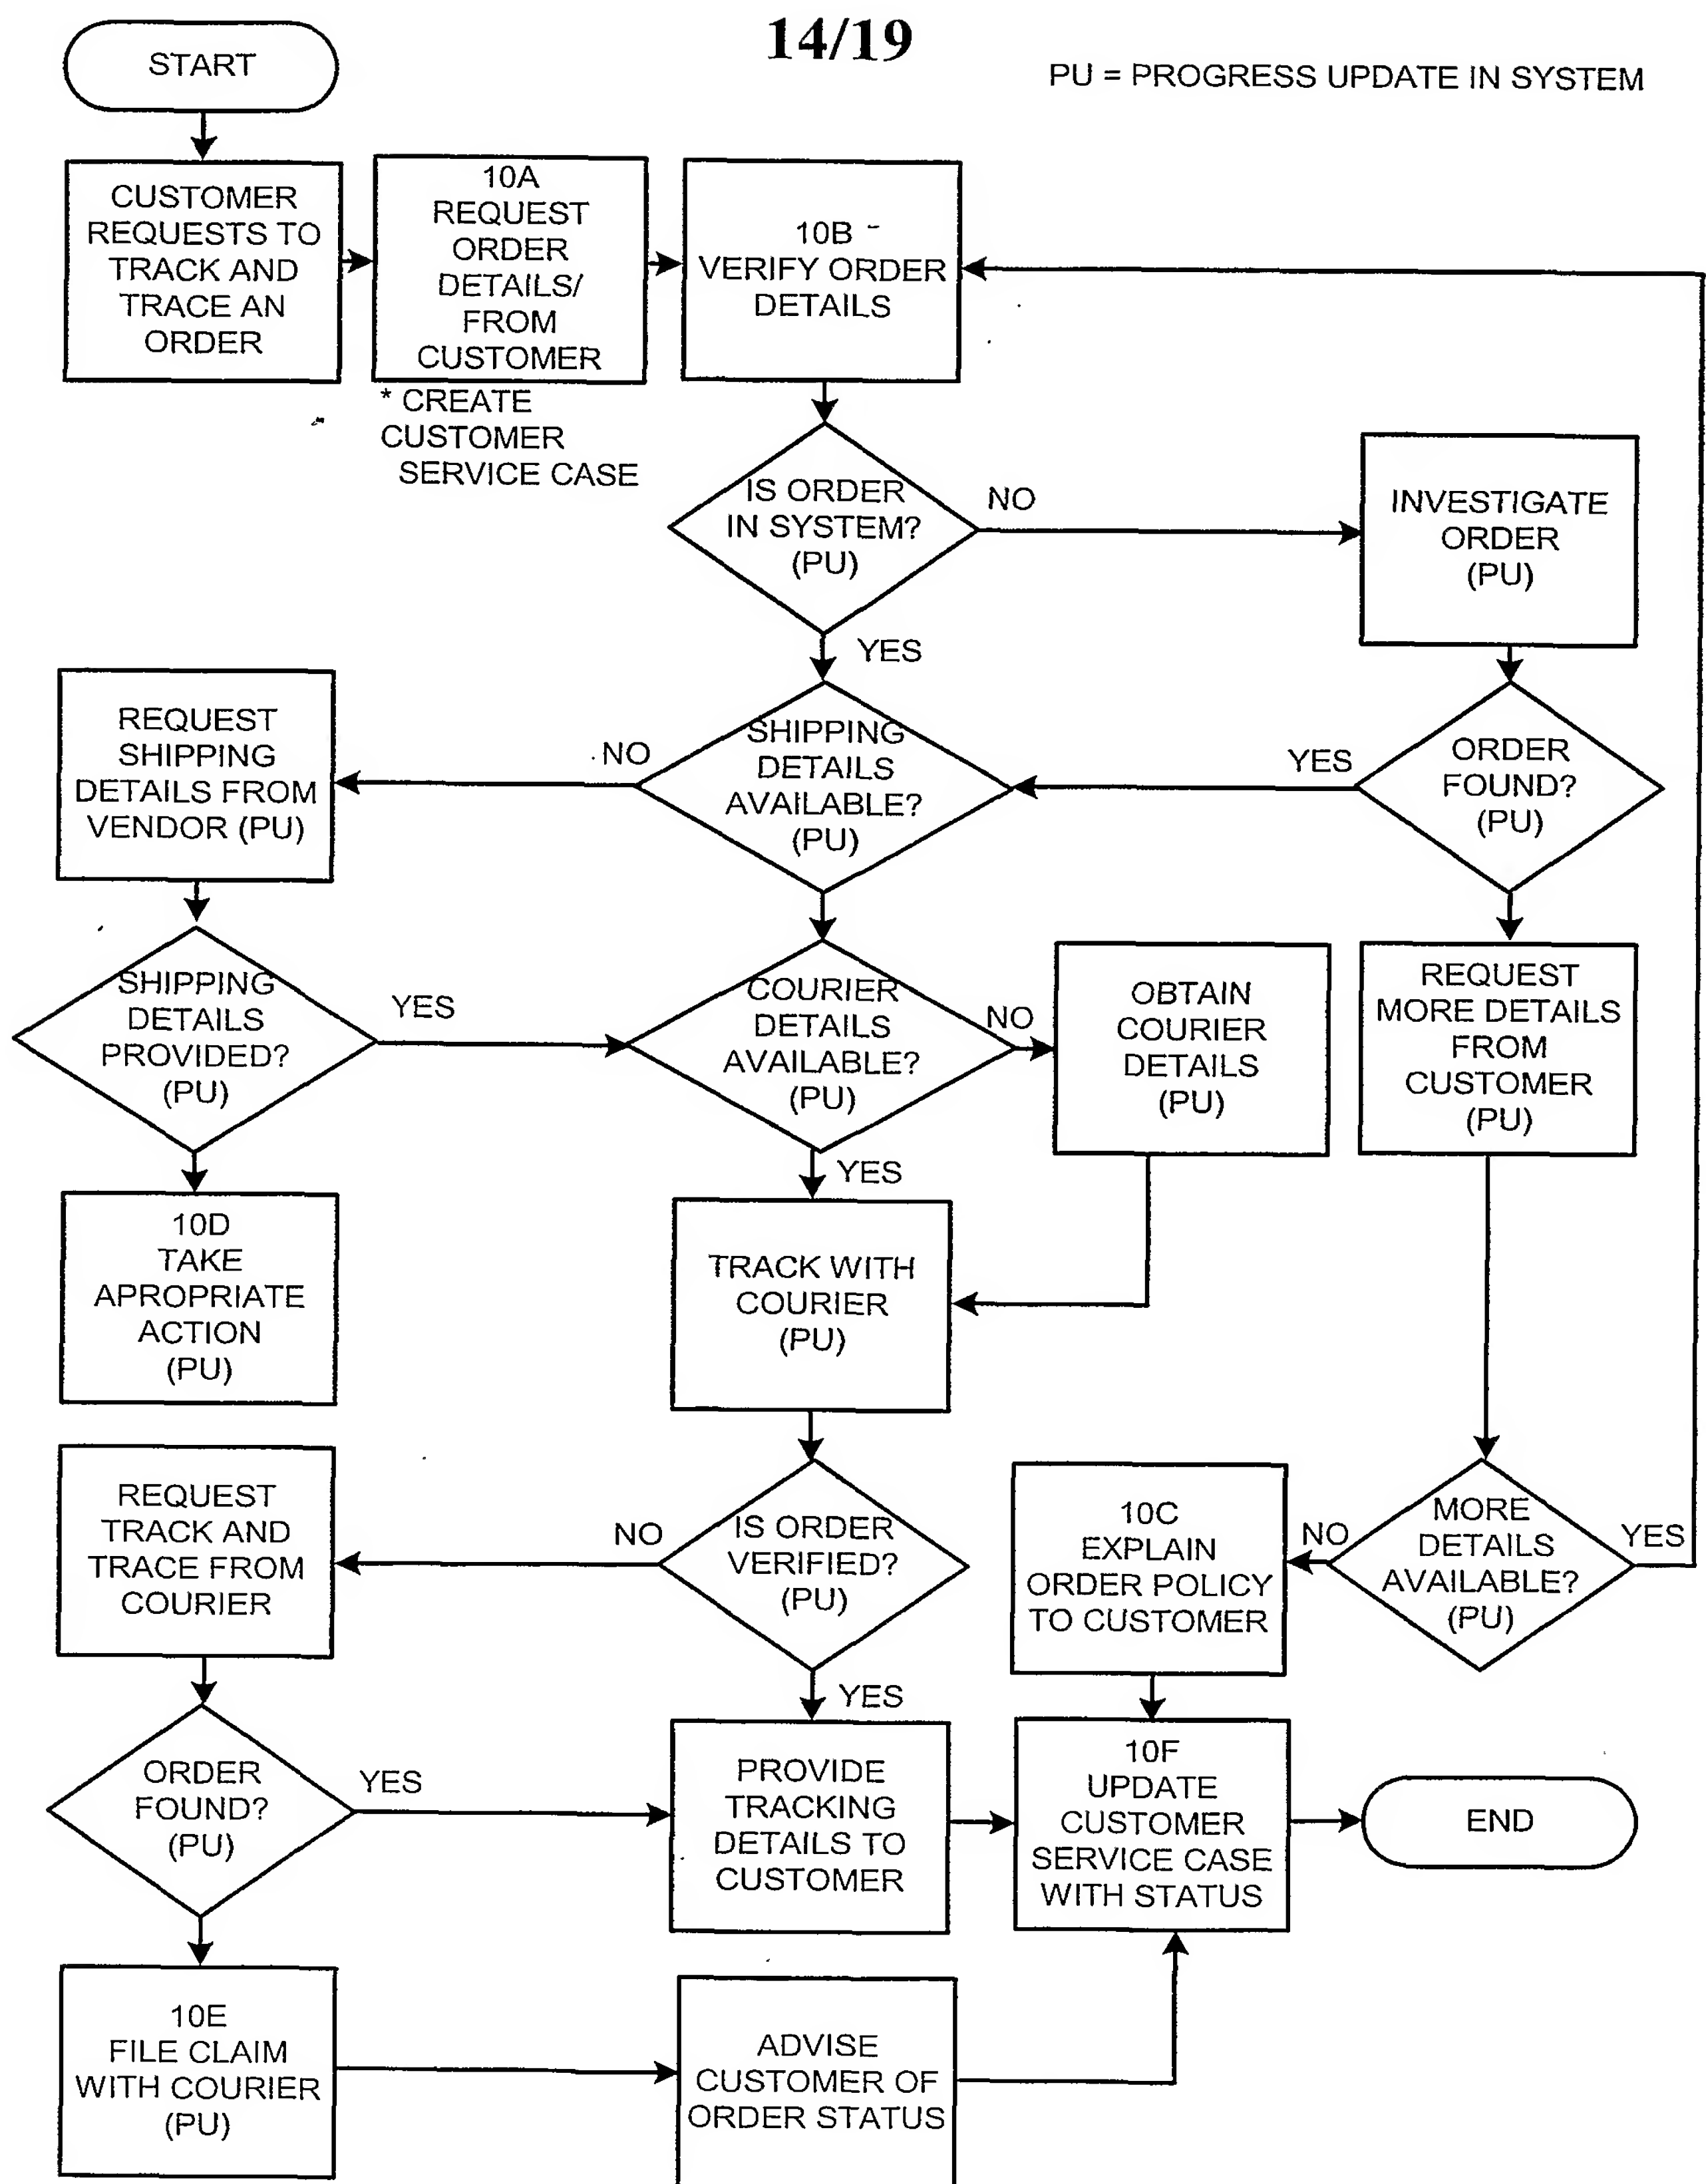 14/19
START
PU = PROGRESS UPDATE IN SYSTEM
CUSTOMER
REQUESTS TO
TRACK AND
TRACE AN
ORDER
10A
REQUEST
ORDER
DETAILS/
FROM
CUSTOMER
* CREATE
CUSTOMER
SERVICE CASE
10B
VERIFY ORDER
DETAILS
IS ORDER
IN SYSTEM?
(PU)
NO
INVESTIGATE
ORDER
(PU)
YES
REQUEST
SHIPPING
DETAILS FROM
VENDOR (PU)
NO
SHIPPING
DETAILS
AVAILABLE?
(PU)
YES
ORDER
FOUND?
(PU)
SHIPPING
DETAILS
PROVIDED?
(PU)
YES
COURIER
DETAILS
AVAILABLE?
(PU)
NO
OBTAIN
COURIER
DETAILS
(PU)
REQUEST
MORE DETAILS
FROM
CUSTOMER
(PU)
YES
10D
TAKE
APROPRIATE
ACTION
(PU)
TRACK WITH
COURIER
(PU)
REQUEST
TRACK AND
TRACE FROM
COURIER
NO
IS ORDER
VERIFIED?
(PU)
10C
EXPLAIN
ORDER POLICY
TO CUSTOMER
NO
MORE
DETAILS
AVAILABLE?
(PU)
YES
YES
ORDER
FOUND?
(PU)
YES
PROVIDE
TRACKING
DETAILS TO
CUSTOMER
10F
UPDATE
CUSTOMER
SERVICE CASE
WITH STATUS
END
10E
FILE CLAIM
WITH COURIER
(PU)
ADVISE
CUSTOMER OF
ORDER STATUS